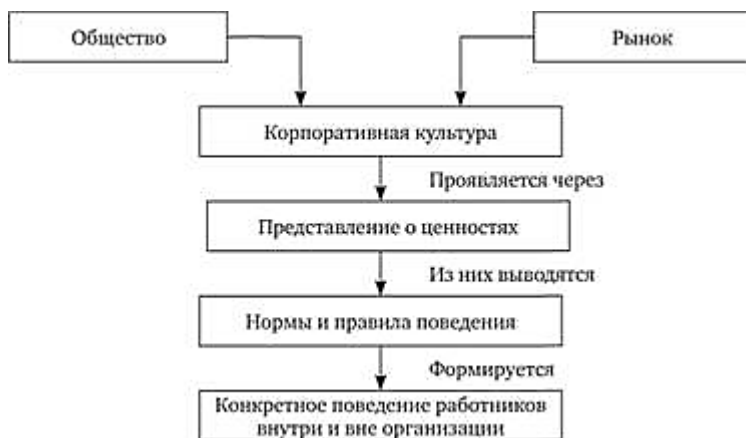 Общество
Рынок
Корпоративная культура
Проявляется через
Представление о ценностях
Из них выводятся
Нормы и правила поведения
Формируется
Конкретное поведение работников
внутри и вне организации